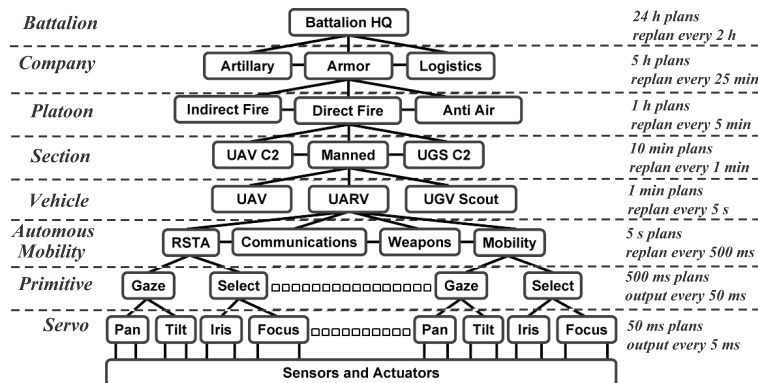 Battalion
Battalion HQ
24 h plans
replan every 2 h
Company
Artillary
Armor
Logistics
5 h plans
replan every 25 min
Platoon
Indirect Fire
Direct Fire
Anti Air
1 h plans
replan every 5 min
Section
UAV C2
Manned
UGS C2
10 min plans
replan every 1 min
Vehicle
UAV
UARV
UGV Scout
1 min plans
replan every 5 s
Automous
Mobility
RSTA
Communications
Weapons
Mobility
5 s plans
replan every 500 ms
Primitive
Gaze
Select
Gaze
Select
500 ms plans
output every 50 ms
Servo
Pan
Tilt
Iris
Focus
Pan
Tilt
Iris
Focus
50 ms plans
output every 5 ms
Sensors and Actuators